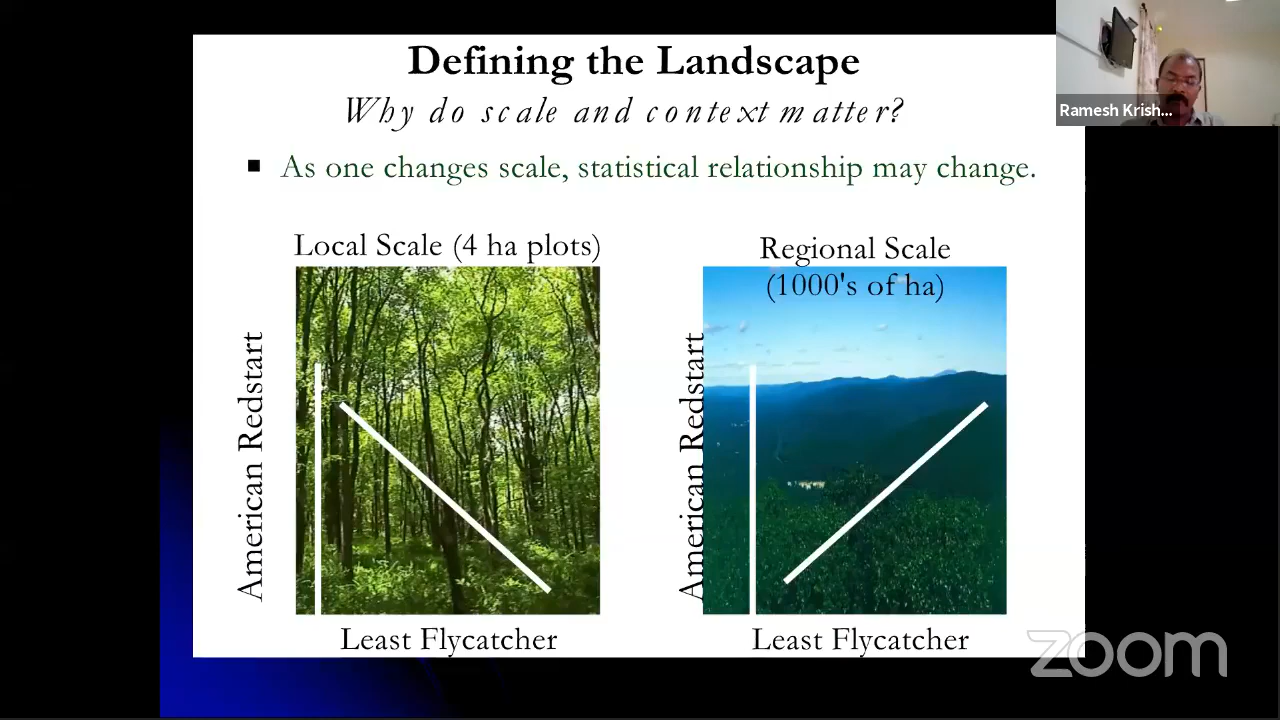 Defining the Landscape
Why do scale and context matter?
As one changes scale, statistical relationship may change.
Local Scale (4 ha plots)
American Redstart
Least Flycatcher
Regional Scale
(1000's of ha)
American Redstart
Least Flycatcher
Ramesh Krish...
zoom